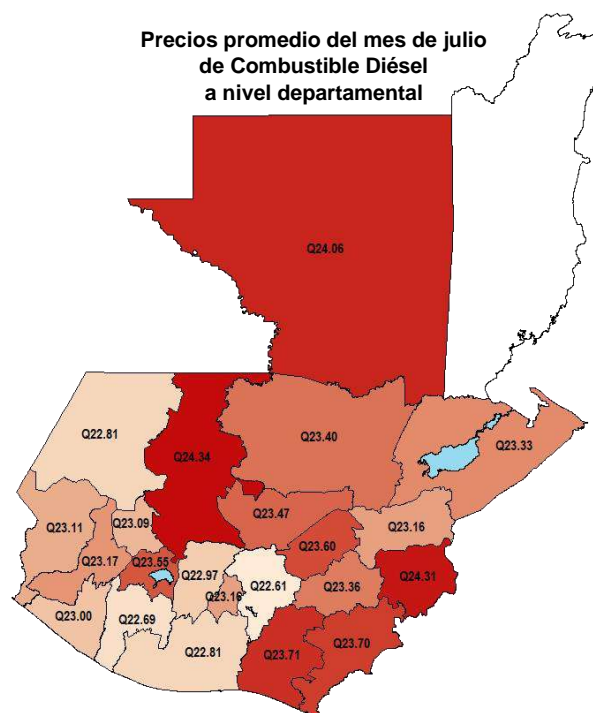 Precios promedio del mes de julio
de Combustible Diésel
a nivel departamental
Q24.06
Q22.81
Q23.40
Q24.34
Q23.33
Q23.47
Q23.11
Q23.09
Q23.16
Q23.60
Q23.17
Q23.55
Q22.97
Q24.31
Q23.16
Q22.61
Q23.36
Q23.00
Q22.69
Q22.81
Q23.71
Q23.70